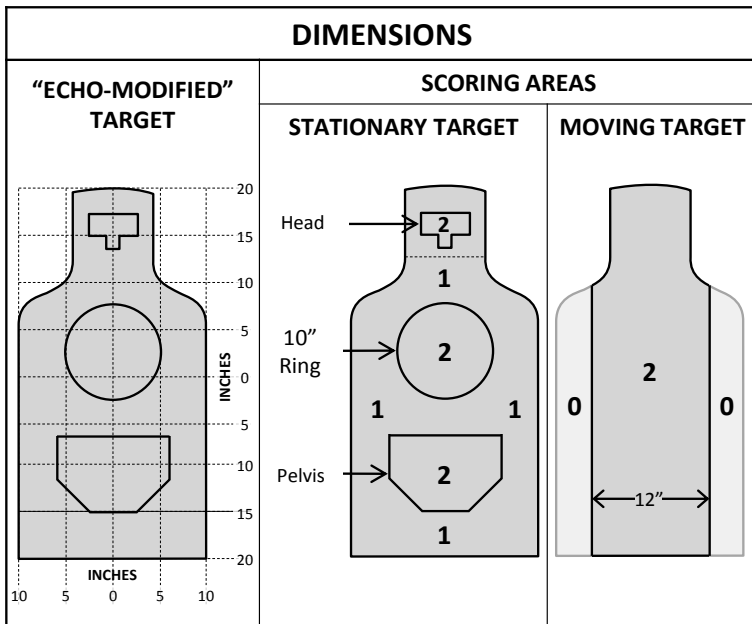 DIMENSIONS
“ECHO-MODIFIED”
TARGET
20
15
10
5
0
5
10
15
20
INCHES
INCHES
10
5
0
5
10
SCORING AREAS
STATIONARY TARGET
Head
2
1
10”
Ring
2
1
1
Pelvis
2
1
MOVING TARGET
2
0
0
12”